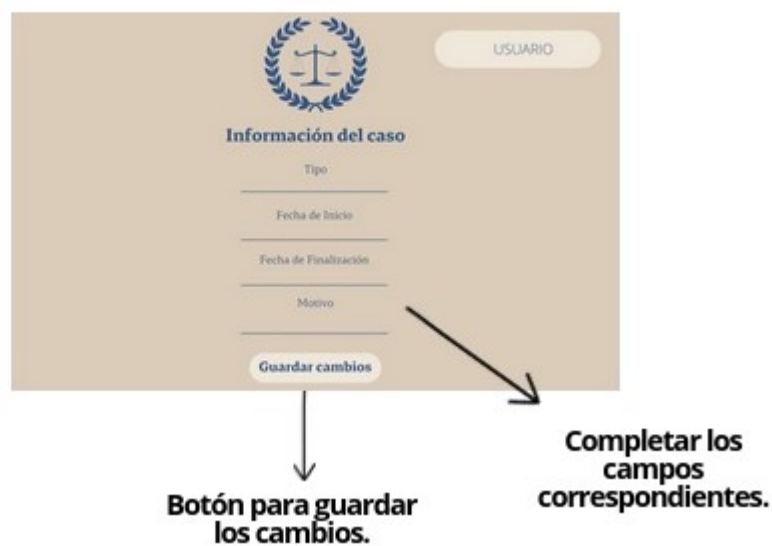 USUARIO
Información del caso
Tipo
Fecha de Inicio
Fecha de Finalización
Motivo
Guardar cambios
Completar los
campos
correspondientes.
Botón para guardar
los cambios.